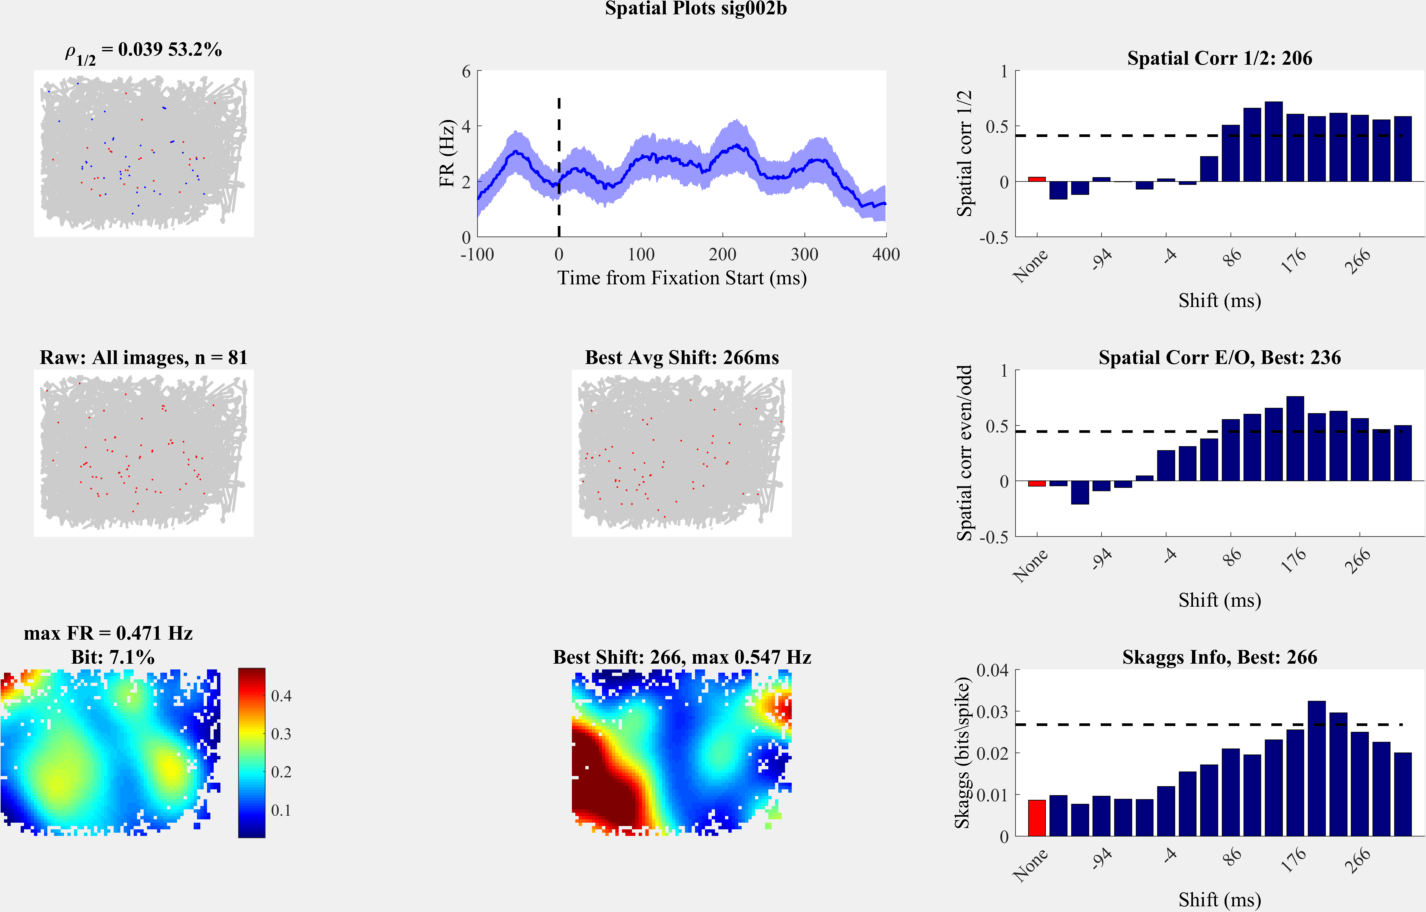 Spatial Plots sig002b
ρ1/2 = 0.039 53.2%
6
4
2
0
FR (Hz)
-100
0
100
200
300
400
Time from Fixation Start (ms)
Spatial Corr 1/2: 206
1
0.5
0
-0.5
Spatial corr 1/2
None
-94
-4
86
176
266
Shift (ms)
Raw: All images, n = 81
Best Avg Shift: 266ms
Spatial Corr E/O, Best: 236
1
0.5
0
-0.5
Spatial corr even/odd
None
-94
-4
86
176
266
Shift (ms)
max FR = 0.471 Hz
Bit: 7.1%
0.4
0.3
0.2
0.1
Best Shift: 266, max 0.547 Hz
Skaggs Info, Best: 266
0.04
0.03
0.02
0.01
0
Skaggs (bits\spike)
None
-94
-4
86
176
266
Shift (ms)